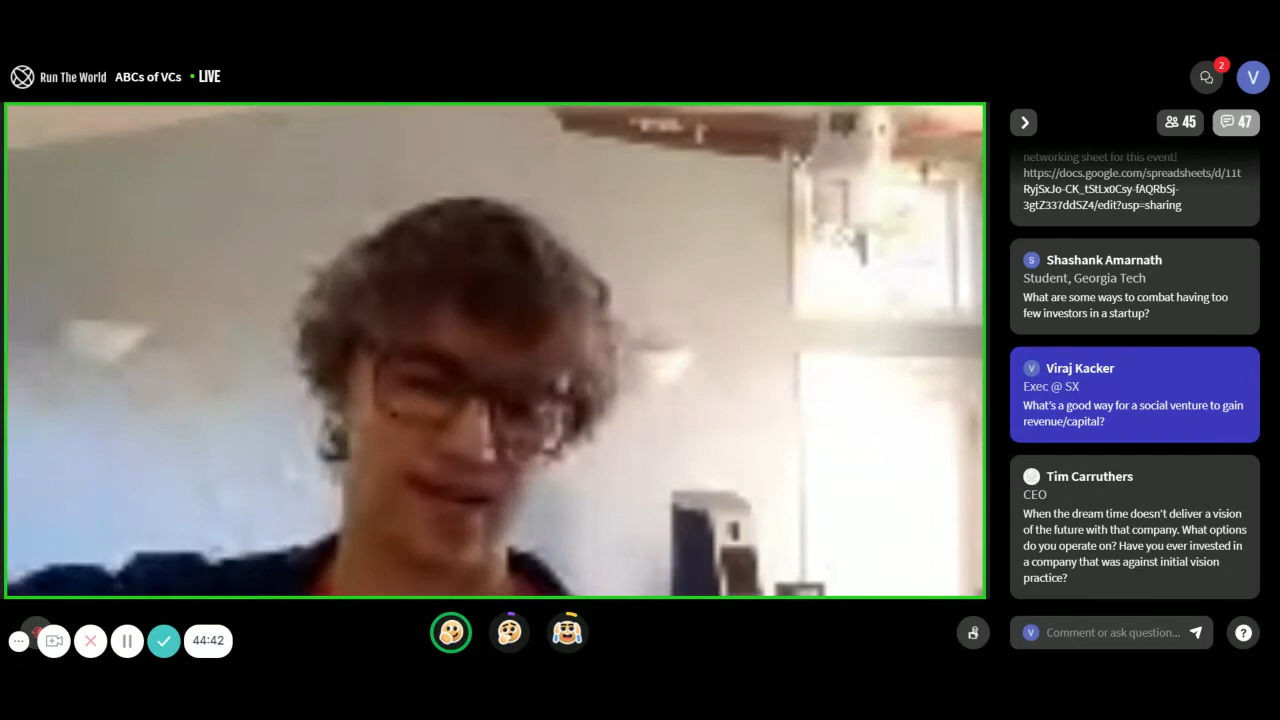 Run The World ABCs of VCs • LIVE
2
V
45
47
networking sheet for this event!
https://docs.google.com/spreadsheets/d/11t
RyjSxJo-CK_tStLx0Csy-fAQRbSj-
3gtZ337ddSZ4/edit?usp=sharing
S Shashank Amarnath
Student, Georgia Tech
What are some ways to combat having too
few investors in a startup?
V Viraj Kacker
Exec @ SX
What's a good way for a social venture to gain
revenue/capital?
Tim Carruthers
CEO
When the dream time doesn't deliver a vision
of the future with that company. What options
do you operate on? Have you ever invested in
a company that was against initial vision
practice?
44:42
V Comment or ask question...
?